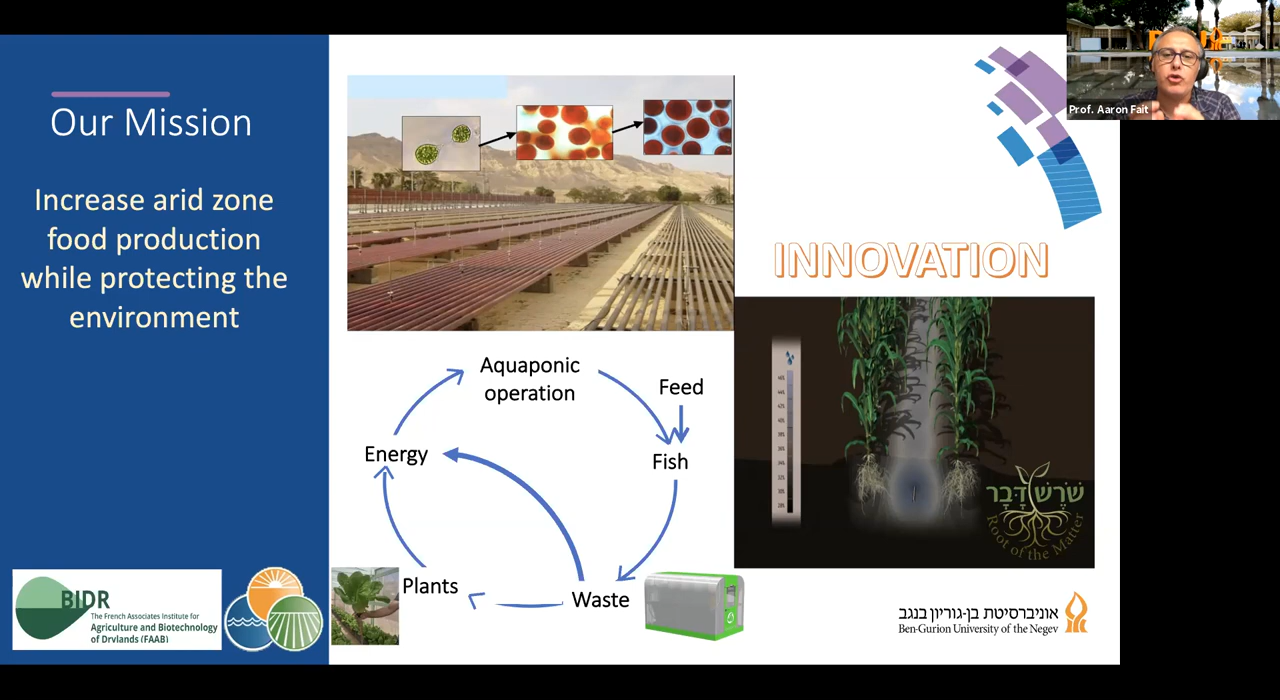 Our Mission
Increase arid zone
food production
while protecting the
environment
INNOVATION
Aquaponic
operation
Feed
Energy
Fish
Plants
Waste
שֹׁרֶשׁ דָּבָר
Root of the Matter
BIDR
The French Associates Institute for
Agriculture and Biotechnology
of Drylands (FAAB)
אוניברסיטת בן-גוריון בנגב
Ben-Gurion University of the Negev
Prof. Aaron Fait